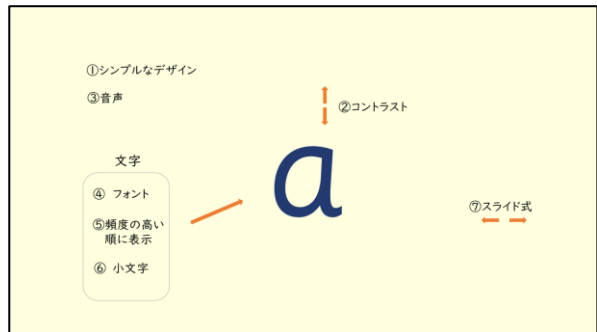 ①シンプルなデザイン
③音声
②コントラスト
文字
④ フォント
⑤頻度の高い
順に表示
⑥ 小文字
a
⑦スライド式